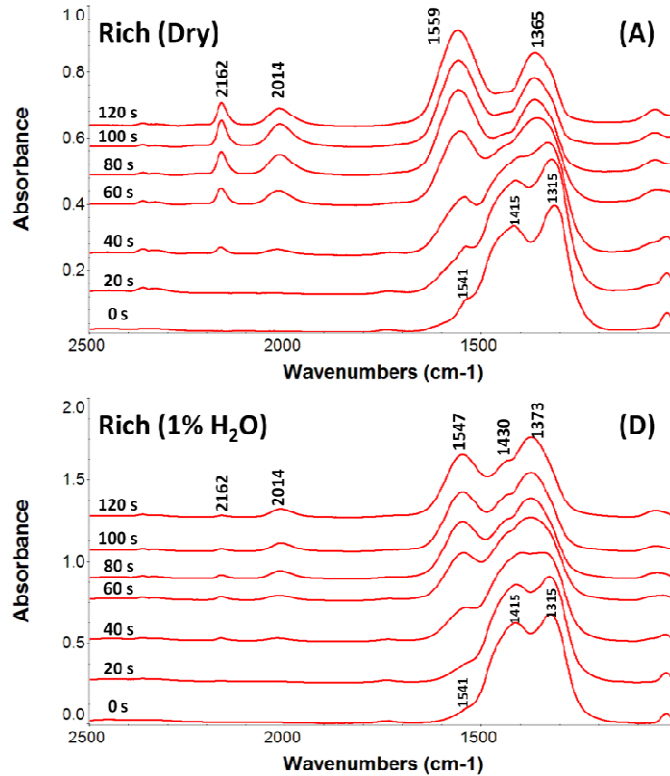 Rich (Dry)
(A)
1559
1365
2162
2014
1.0
0.8
0.6
0.4
0.2
Absorbance
120 s
100 s
80 s
60 s
40 s
20 s
0 s
1541
1415
1315
2500
2000
1500
Wavenumbers (cm-1)
Rich (1% H₂O)
(D)
1547
1430
1373
2162
2014
2.0
1.5
1.0
0.5
0.0
Absorbance
120 s
100 s
80 s
60 s
40 s
20 s
0 s
1541
1415
1315
2500
2000
1500
Wavenumbers (cm-1)